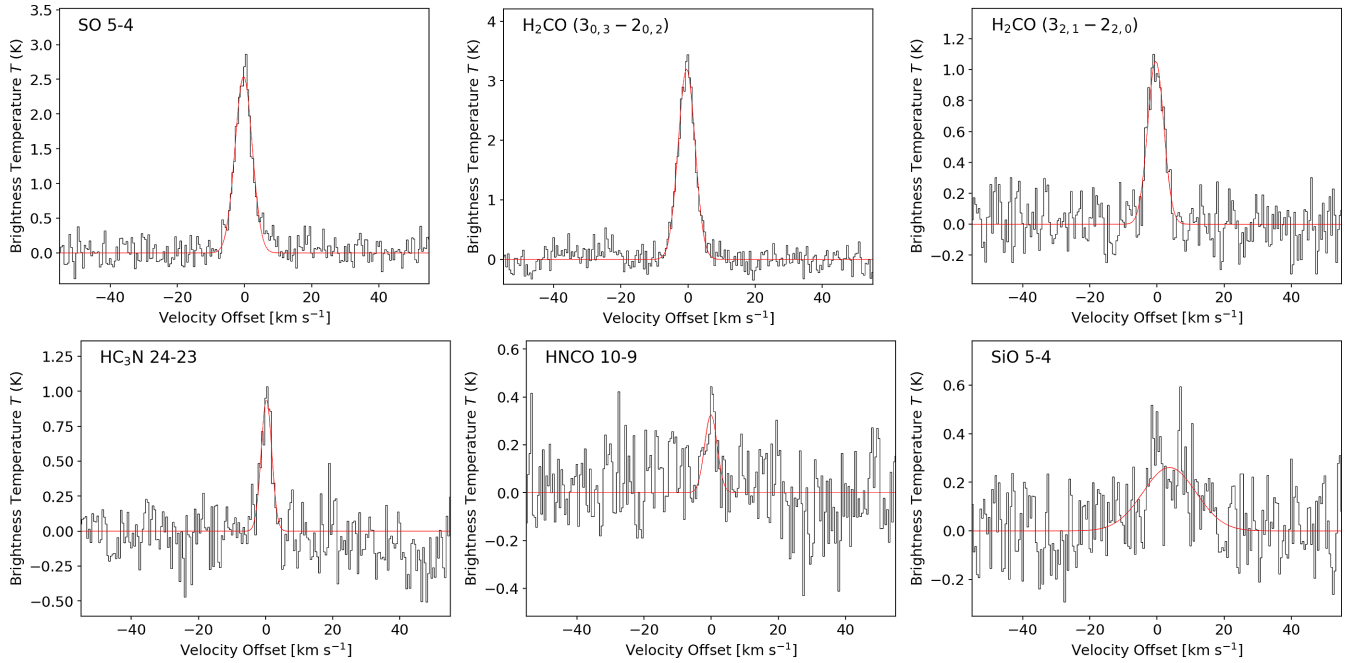 SO 5-4
Brightness Temperature T (K)
3.5
3.0
2.5
2.0
1.5
1.0
0.5
0.0
−40 −20 0 20 40
Velocity Offset [km s⁻¹]
H₂CO (3₀,₃ − 2₀,₂)
Brightness Temperature T (K)
4
3
2
1
0
−40 −20 0 20 40
Velocity Offset [km s⁻¹]
H₂CO (3₂,₁ − 2₂,₀)
Brightness Temperature T (K)
1.2
1.0
0.8
0.6
0.4
0.2
0.0
−0.2
−40 −20 0 20 40
Velocity Offset [km s⁻¹]
HC₃N 24-23
Brightness Temperature T (K)
1.25
1.00
0.75
0.50
0.25
0.00
−0.25
−0.50
−40 −20 0 20 40
Velocity Offset [km s⁻¹]
HNCO 10-9
Brightness Temperature T (K)
0.6
0.4
0.2
0.0
−0.2
−0.4
−40 −20 0 20 40
Velocity Offset [km s⁻¹]
SiO 5-4
Brightness Temperature T (K)
0.6
0.4
0.2
0.0
−0.2
−40 −20 0 20 40
Velocity Offset [km s⁻¹]